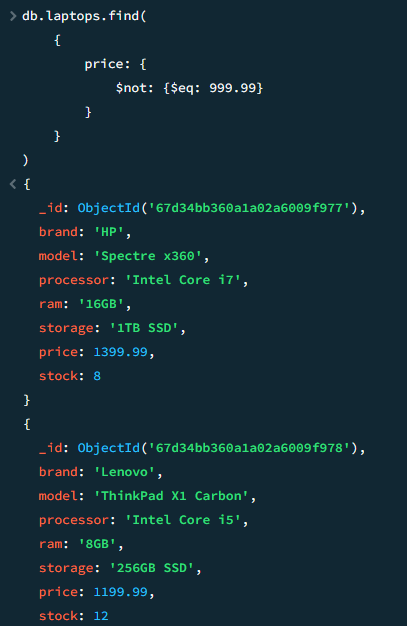 db.laptops.find(
{
price: {
$not: {$eq: 999.99}
}
}
)
{
_id: ObjectId('67d34bb360a1a02a6009f977'),
brand: 'HP',
model: 'Spectre x360',
processor: 'Intel Core i7',
ram: '16GB',
storage: '1TB SSD',
price: 1399.99,
stock: 8
}
{
_id: ObjectId('67d34bb360a1a02a6009f978'),
brand: 'Lenovo',
model: 'ThinkPad X1 Carbon',
processor: 'Intel Core i5',
ram: '8GB',
storage: '256GB SSD',
price: 1199.99,
stock: 12